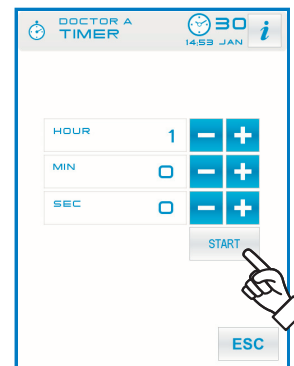 DOCTOR A
TIMER
30
14:53 JAN
i
HOUR 1 - +
MIN 0 - +
SEC 0 - +
START
ESC